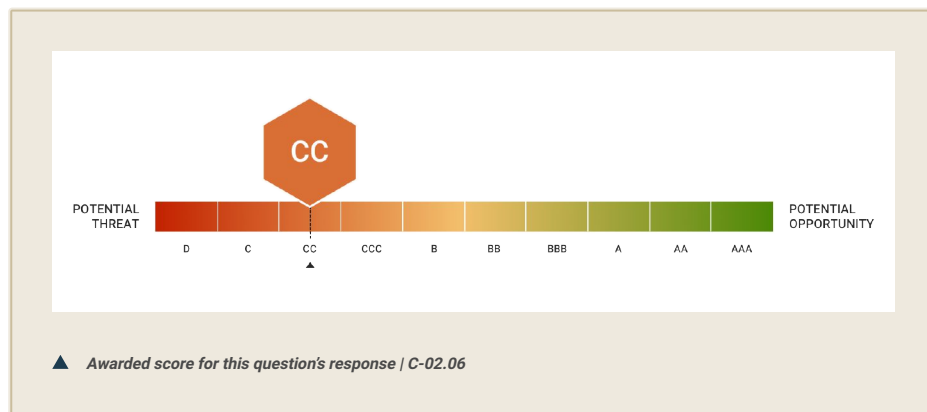 CC
POTENTIAL
THREAT
POTENTIAL
OPPORTUNITY
D C CC CCC B BB BBB A AA AAA
Awarded score for this question's response | C-02.06